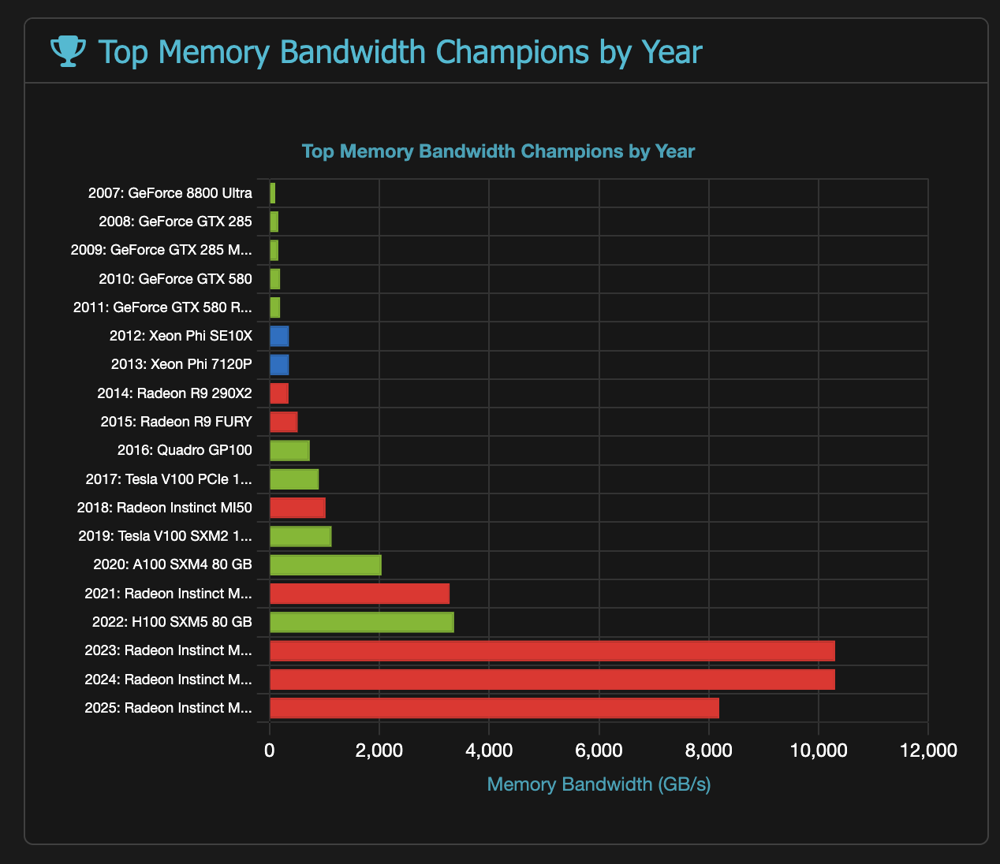 Top Memory Bandwidth Champions by Year
Top Memory Bandwidth Champions by Year
2007: GeForce 8800 Ultra
2008: GeForce GTX 285
2009: GeForce GTX 285 M...
2010: GeForce GTX 580
2011: GeForce GTX 580 R...
2012: Xeon Phi SE10X
2013: Xeon Phi 7120P
2014: Radeon R9 290X2
2015: Radeon R9 FURY
2016: Quadro GP100
2017: Tesla V100 PCIe 1...
2018: Radeon Instinct MI50
2019: Tesla V100 SXM2 1...
2020: A100 SXM4 80 GB
2021: Radeon Instinct M...
2022: H100 SXM5 80 GB
2023: Radeon Instinct M...
2024: Radeon Instinct M...
2025: Radeon Instinct M...
0 2,000 4,000 6,000 8,000 10,000 12,000
Memory Bandwidth (GB/s)